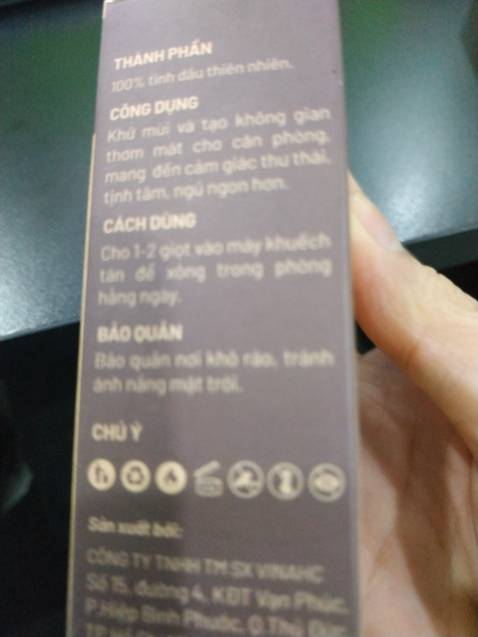 THÀNH PHẦN
100% tinh dầu thiên nhiên.
CÔNG DỤNG
Khử mùi và tạo không gian
thơm mát cho căn phòng,
mang đến cảm giác thư thái,
tịnh tâm, ngủ ngon hơn.
CÁCH DÙNG
Cho 1-2 giọt vào máy khuếch
tán để xông trong phòng
hằng ngày.
BẢO QUẢN
Bảo quản nơi khô ráo, tránh
ánh nắng mặt trời.
CHÚ Ý
Sản xuất bởi:
CÔNG TY TNHH TM SX VINAHC
Số 15, đường 4, KĐT Vạn Phúc,
P.Hiệp Bình Phước, Q.Thủ Đức